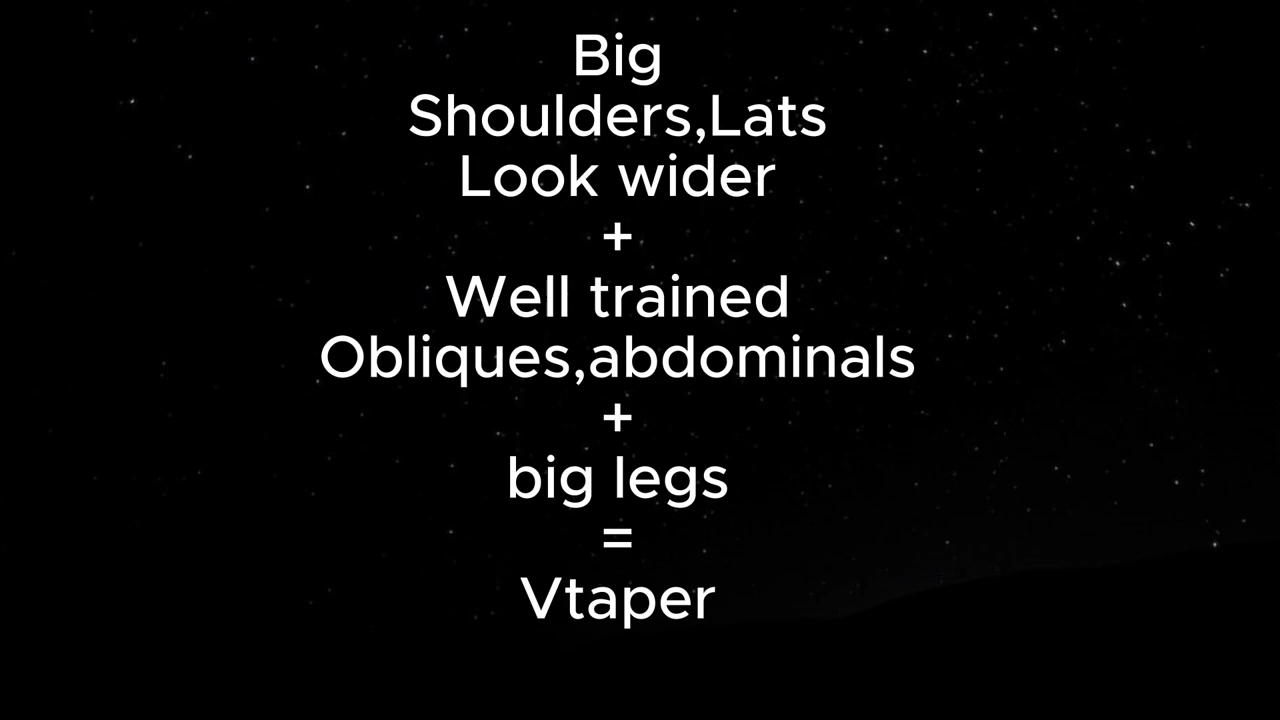 Big
Shoulders,Lats
Look wider
+
Well trained
Obliques,abdominals
+
big legs
=
Vtaper